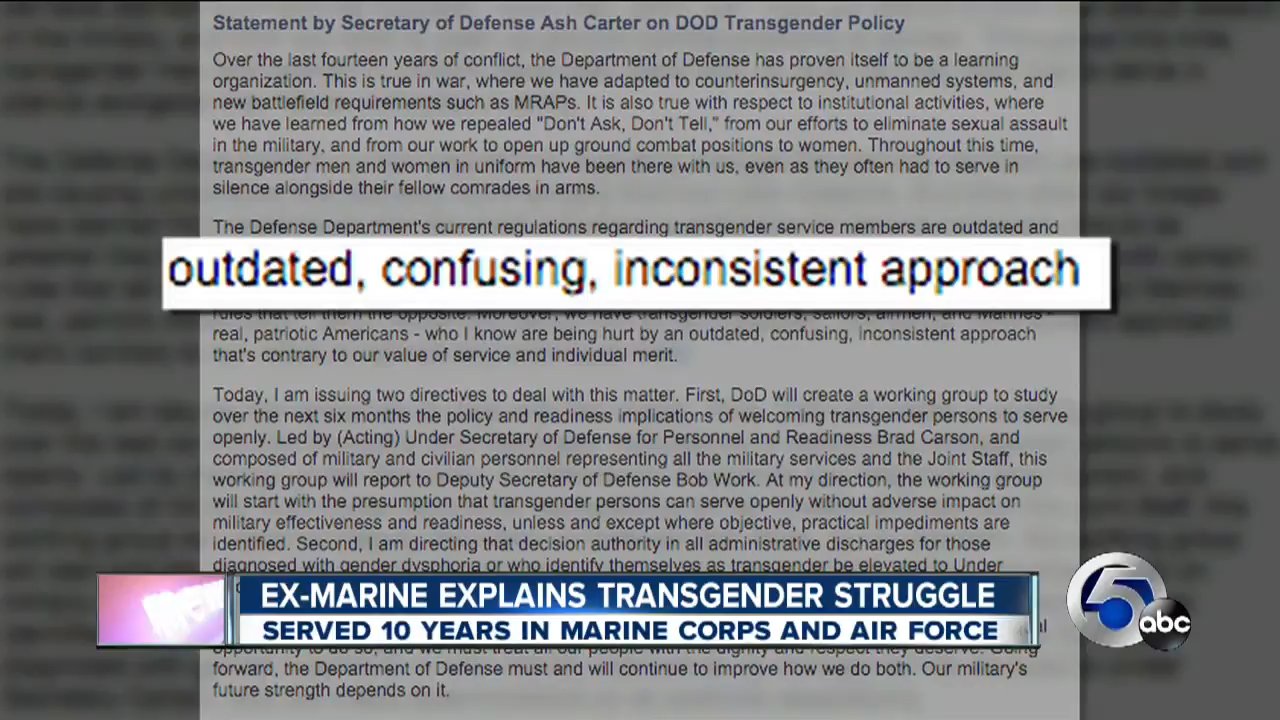 Statement by Secretary of Defense Ash Carter on DOD Transgender Policy
Over the last fourteen years of conflict, the Department of Defense has proven itself to be a learning
organization. This is true in war, where we have adapted to counterinsurgency, unmanned systems, and
new battlefield requirements such as MRAPs. It is also true with respect to institutional activities, where
we have learned from how we repealed "Don't Ask, Don't Tell," from our efforts to eliminate sexual assault
in the military, and from our work to open up ground combat positions to women. Throughout this time,
transgender men and women in uniform have been there with us, even as they often had to serve in
silence alongside their fellow comrades in arms.
The Defense Department's current regulations regarding transgender service members are outdated and
outdated, confusing, inconsistent approach
rules that tell them the opposite. Moreover, we have transgender soldiers, sailors, airmen, and Marines -
real, patriotic Americans - who I know are being hurt by an outdated, confusing, inconsistent approach
that's contrary to our value of service and individual merit.
Today, I am issuing two directives to deal with this matter. First, DoD will create a working group to study
over the next six months the policy and readiness implications of welcoming transgender persons to serve
openly. Led by (Acting) Under Secretary of Defense for Personnel and Readiness Brad Carson, and
composed of military and civilian personnel representing all the military services and the Joint Staff, this
working group will report to Deputy Secretary of Defense Bob Work. At my direction, the working group
will start with the presumption that transgender persons can serve openly without adverse impact on
military effectiveness and readiness, unless and except where objective, practical impediments are
identified. Second, I am directing that decision authority in all administrative discharges for those
diagnosed with gender dysphoria or who identify themselves as transgender be elevated to Under
EX-MARINE EXPLAINS TRANSGENDER STRUGGLE
SERVED 10 YEARS IN MARINE CORPS AND AIR FORCE
5 abc
opportunity to do so, and we must treat all our people with the dignity and respect they deserve. Going
forward, the Department of Defense must and will continue to improve how we do both. Our military's
future strength depends on it.